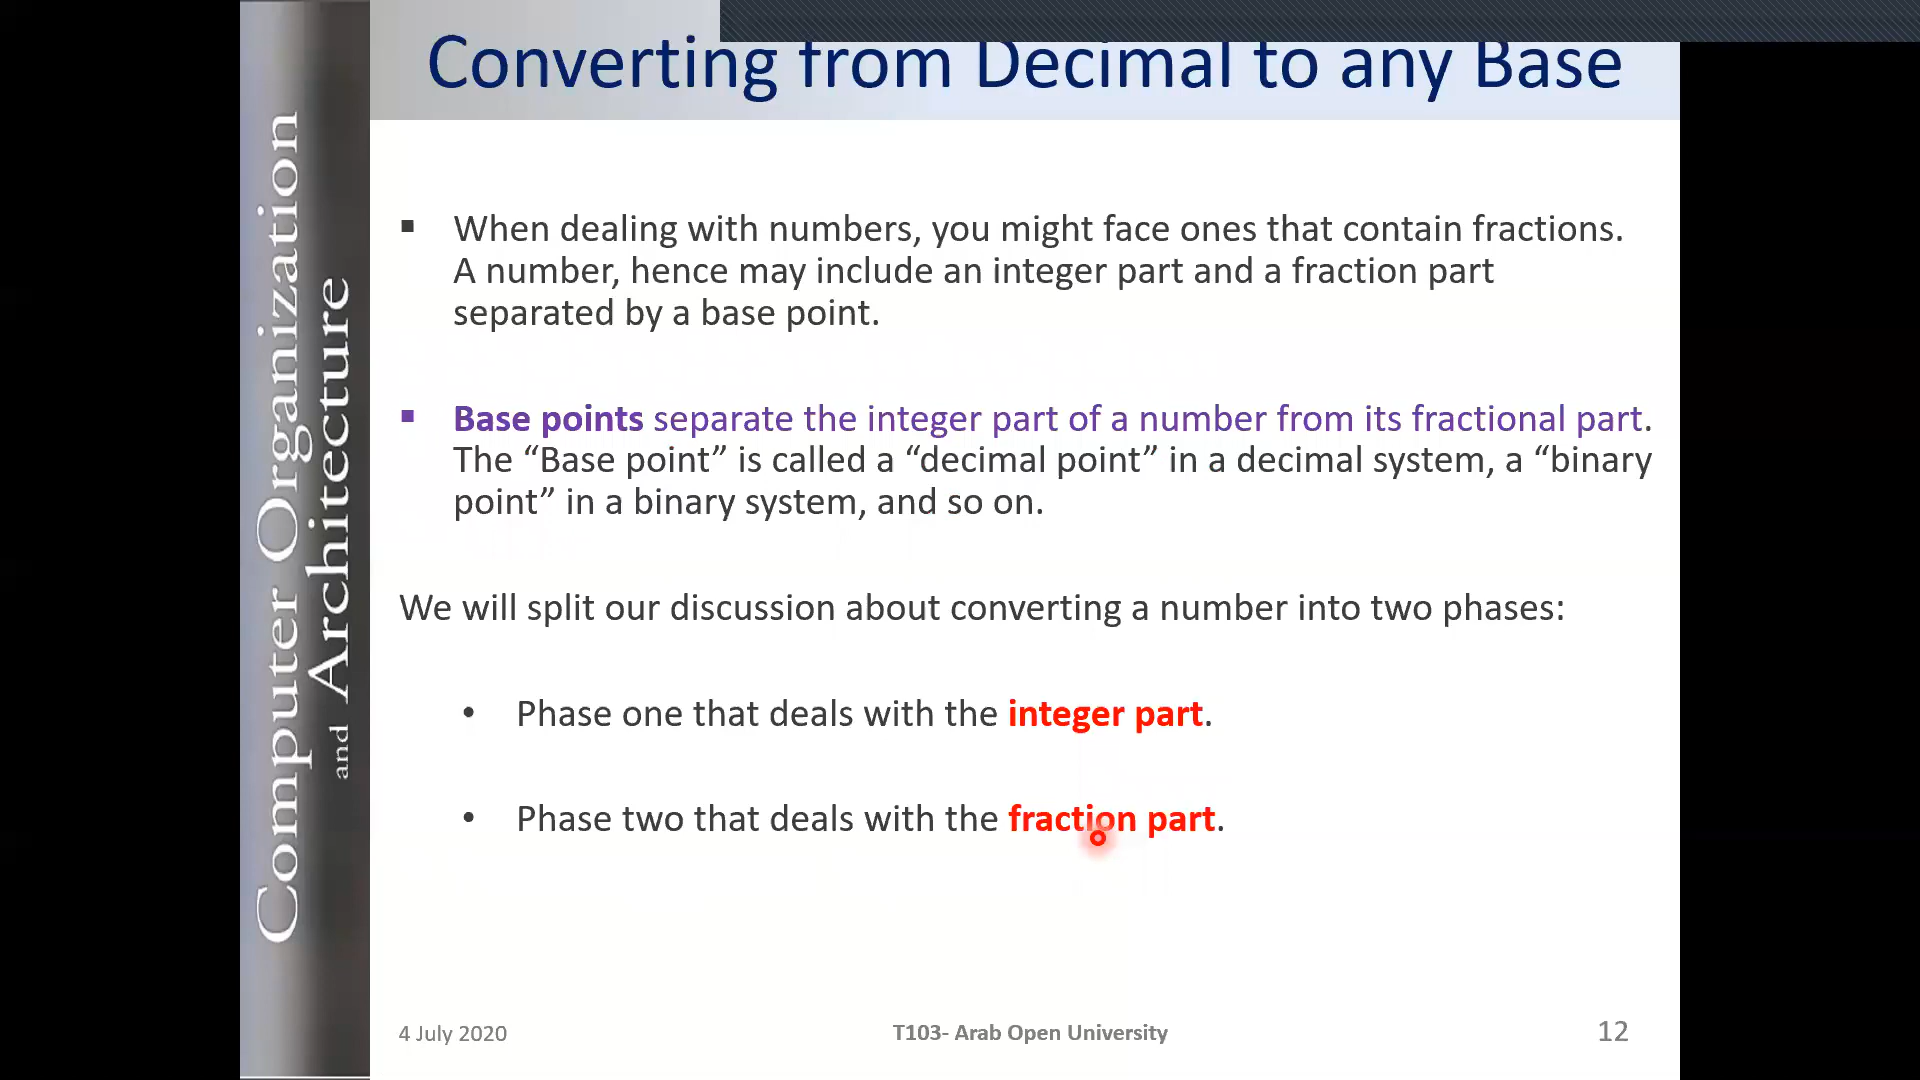 Converting from Decimal to any Base
Computer Organization
and Architecture
▪ When dealing with numbers, you might face ones that contain fractions.
A number, hence may include an integer part and a fraction part
separated by a base point.
▪ Base points separate the integer part of a number from its fractional part.
The “Base point” is called a “decimal point” in a decimal system, a “binary
point” in a binary system, and so on.
We will split our discussion about converting a number into two phases:
• Phase one that deals with the integer part.
• Phase two that deals with the fraction part.
4 July 2020
T103- Arab Open University
12